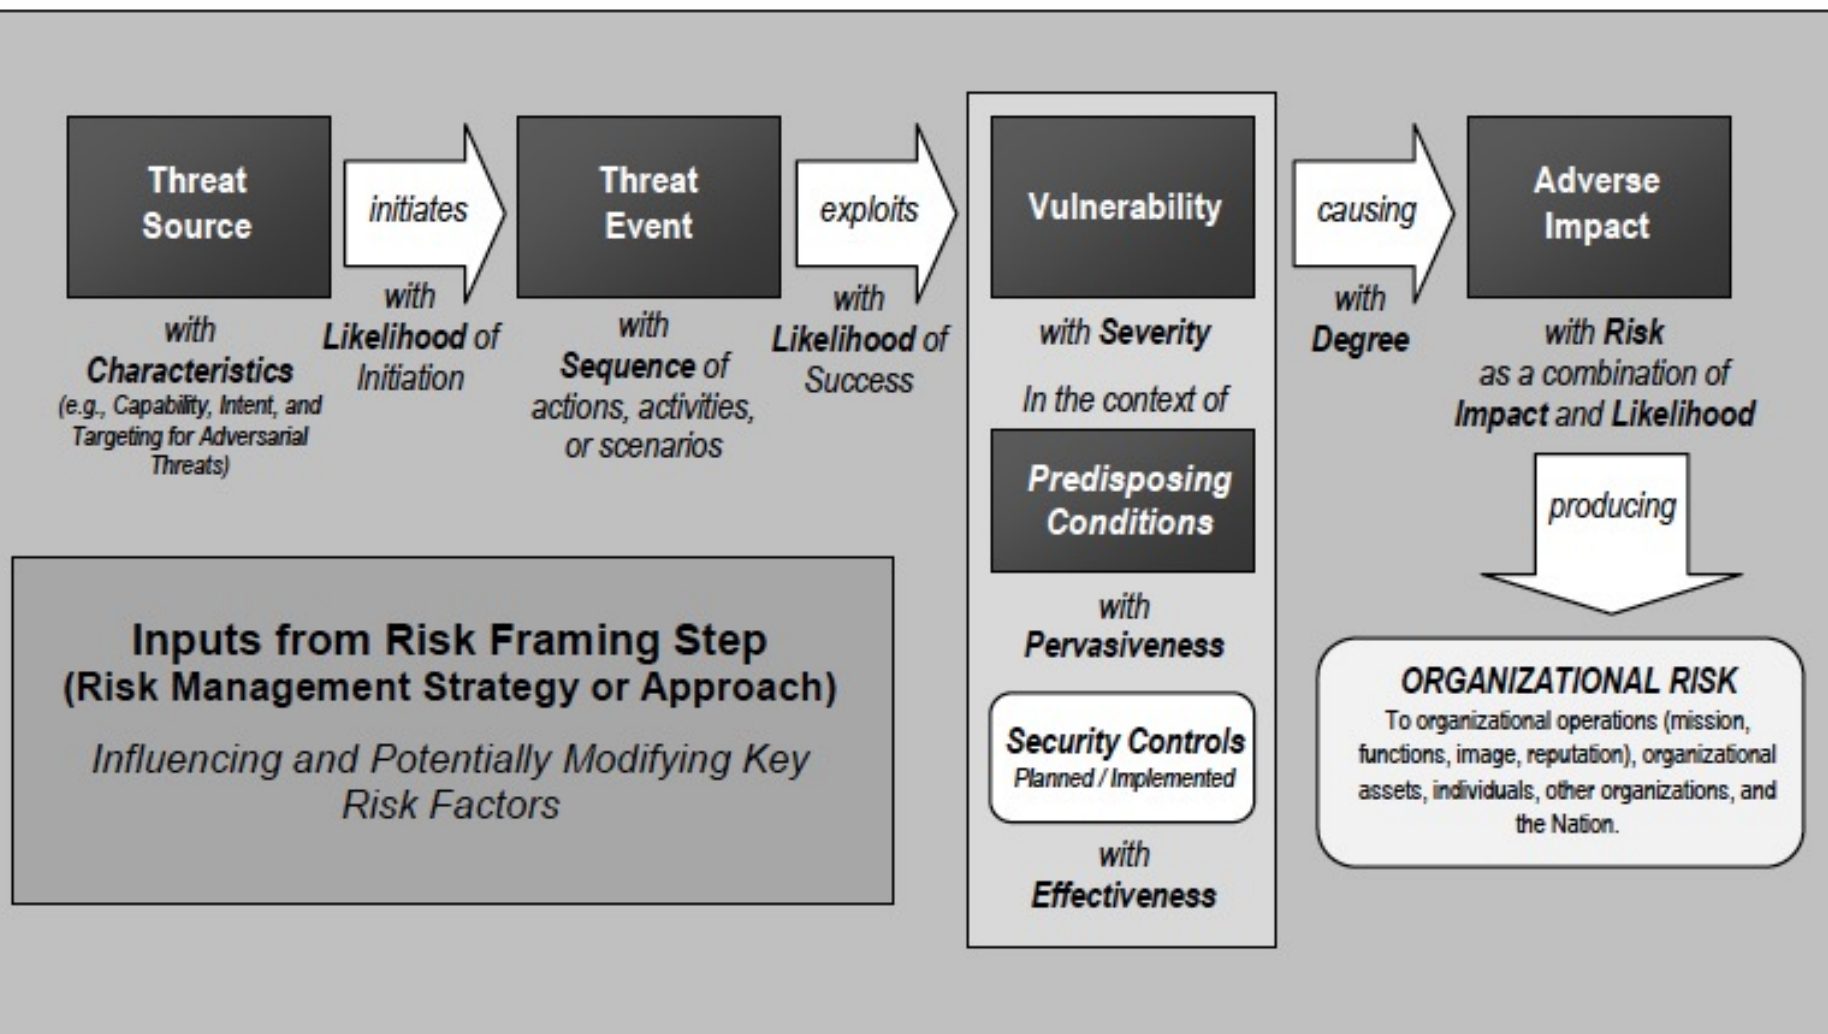 Threat
Source
initiates
Threat
Event
exploits
Vulnerability
causing
Adverse
Impact
with
Characteristics
(e.g., Capability, Intent, and
Targeting for Adversarial
Threats)
with
Likelihood of
Initiation
with
Sequence of
actions, activities,
or scenarios
with
Likelihood of
Success
with Severity
In the context of
Predisposing
Conditions
with
Pervasiveness
Security Controls
Planned / Implemented
with
Effectiveness
with
Degree
with Risk
as a combination of
Impact and Likelihood
producing
ORGANIZATIONAL RISK
To organizational operations (mission,
functions, image, reputation), organizational
assets, individuals, other organizations, and
the Nation.
Inputs from Risk Framing Step
(Risk Management Strategy or Approach)
Influencing and Potentially Modifying Key
Risk Factors